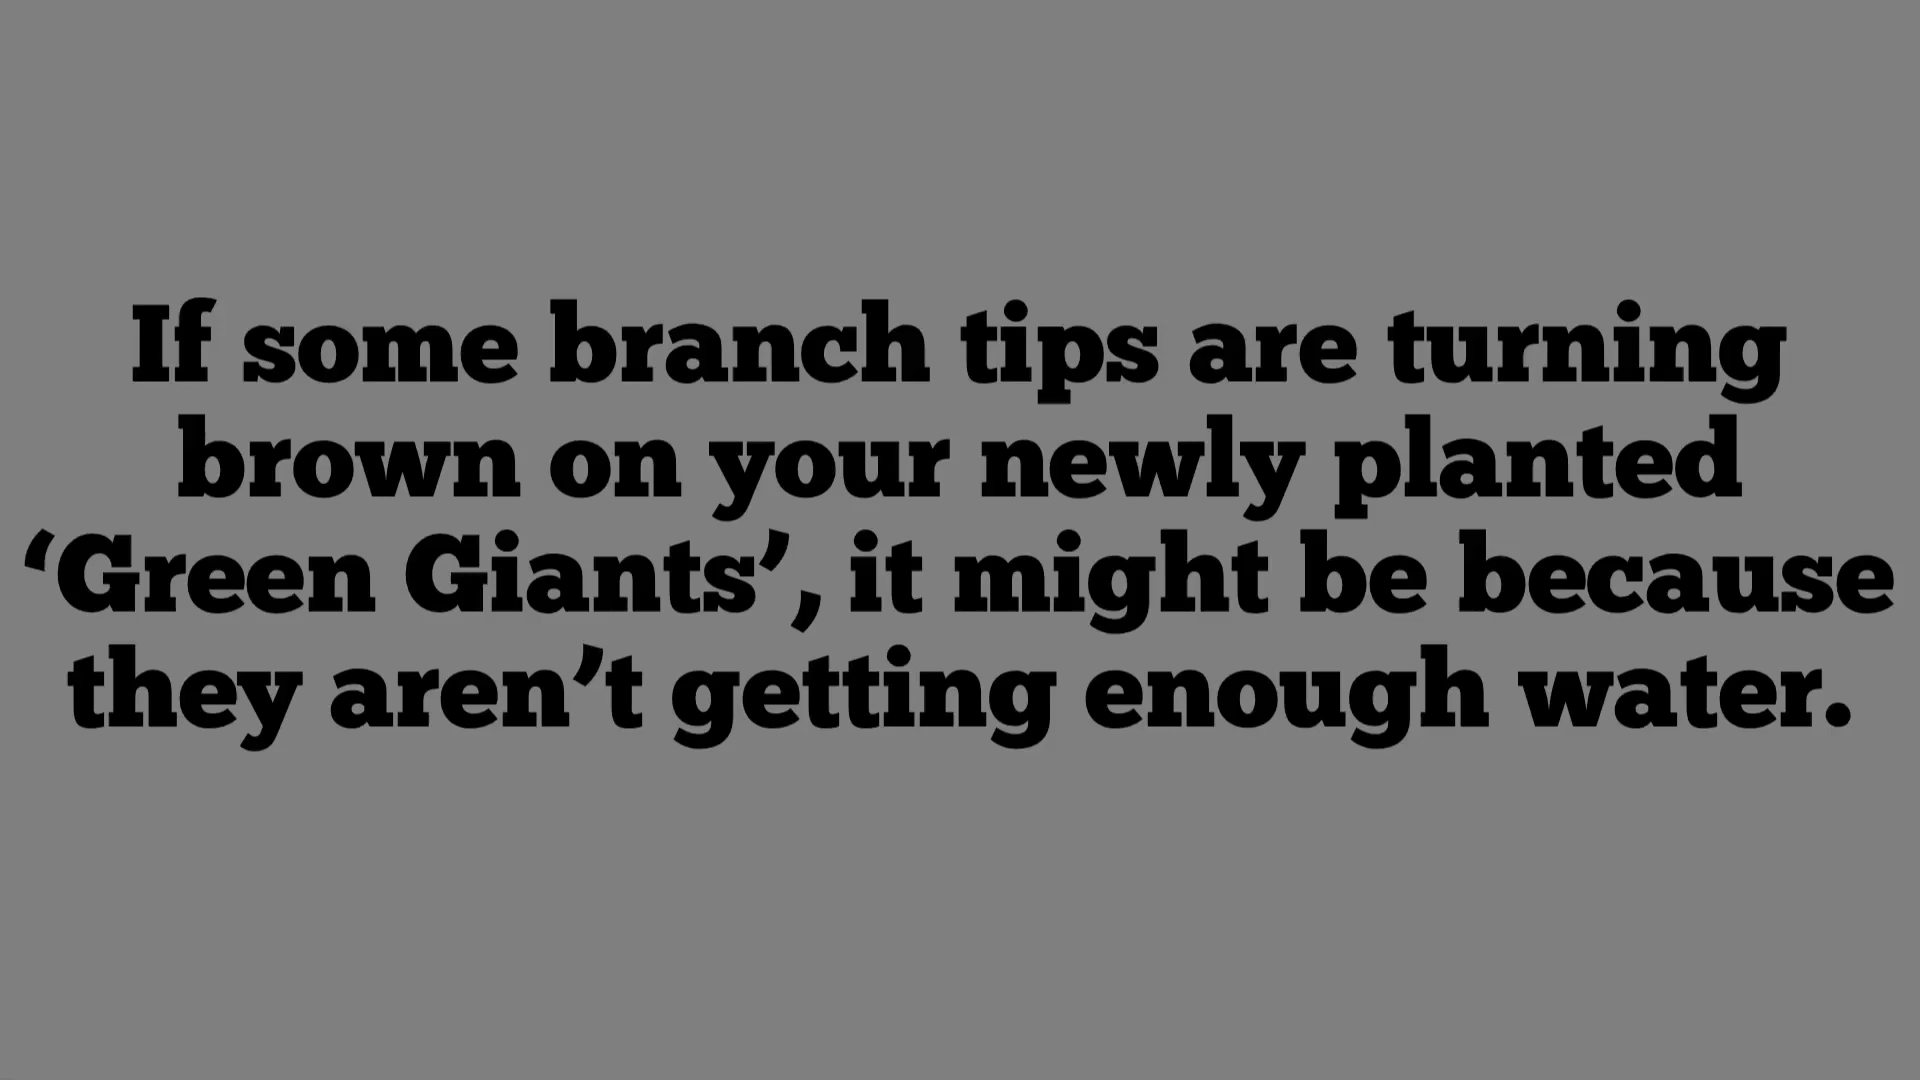 If some branch tips are turning
brown on your newly planted
‘Green Giants’, it might be because
they aren’t getting enough water.